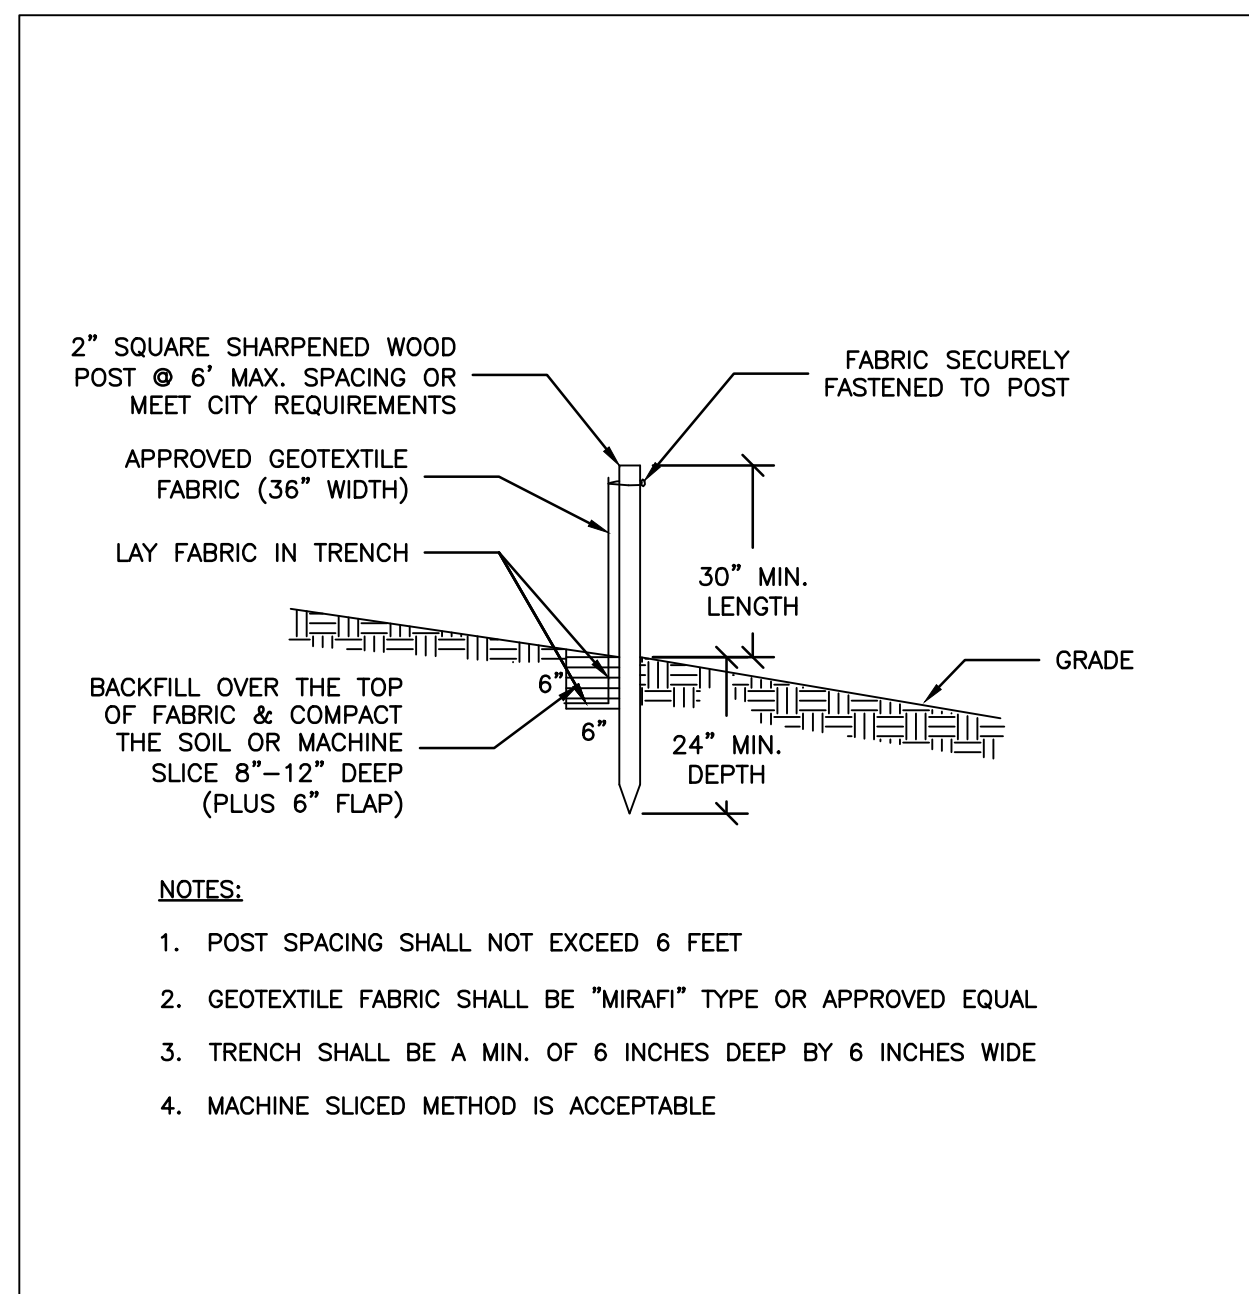 2" SQUARE SHARPENED WOOD
POST @ 6' MAX. SPACING OR
MEET CITY REQUIREMENTS
FABRIC SECURELY
FASTENED TO POST
APPROVED GEOTEXTILE
FABRIC (36" WIDTH)
LAY FABRIC IN TRENCH
30" MIN.
LENGTH
GRADE
6"
6"
BACKFILL OVER THE TOP
OF FABRIC & COMPACT
THE SOIL OR MACHINE
SLICE 8"-12" DEEP
(PLUS 6" FLAP)
24" MIN.
DEPTH
NOTES:
1. POST SPACING SHALL NOT EXCEED 6 FEET
2. GEOTEXTILE FABRIC SHALL BE "MIRAFI" TYPE OR APPROVED EQUAL
3. TRENCH SHALL BE A MIN. OF 6 INCHES DEEP BY 6 INCHES WIDE
4. MACHINE SLICED METHOD IS ACCEPTABLE